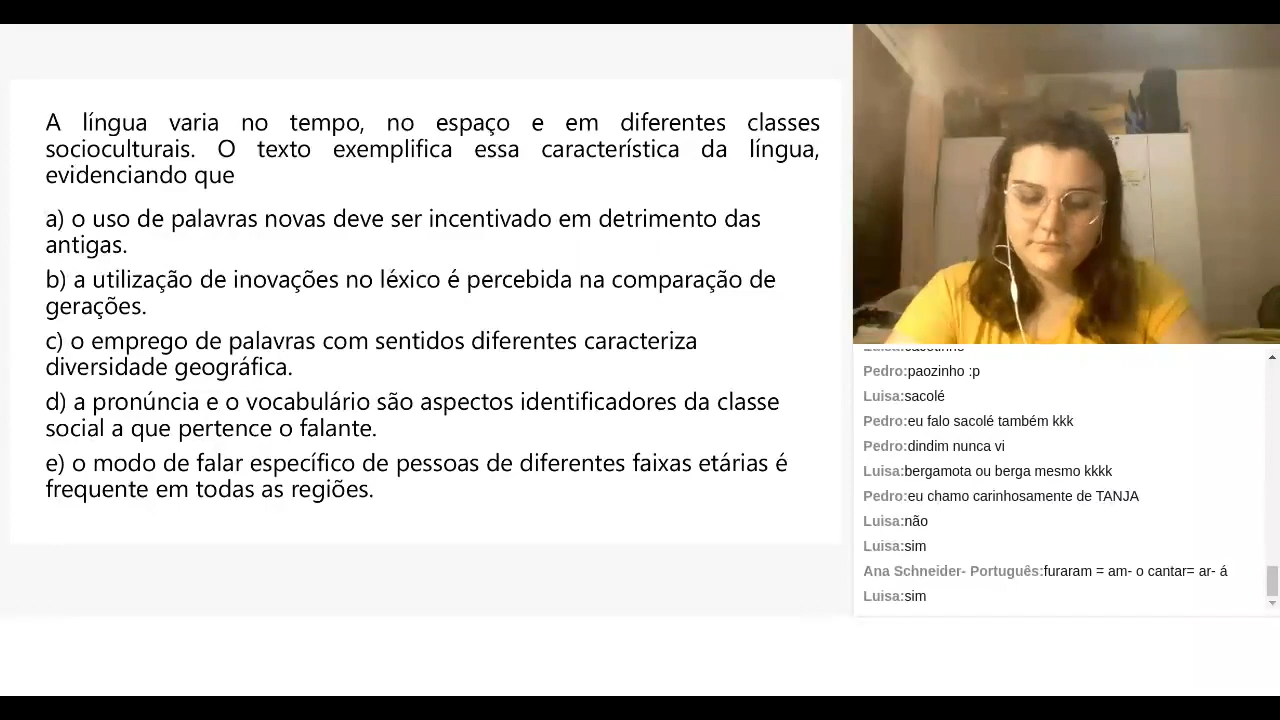 A língua varia no tempo, no espaço e em diferentes classes
socioculturais. O texto exemplifica essa característica da língua,
evidenciando que
a) o uso de palavras novas deve ser incentivado em detrimento das
antigas.
b) a utilização de inovações no léxico é percebida na comparação de
gerações.
c) o emprego de palavras com sentidos diferentes caracteriza
diversidade geográfica.
d) a pronúncia e o vocabulário são aspectos identificadores da classe
social a que pertence o falante.
e) o modo de falar específico de pessoas de diferentes faixas etárias é
frequente em todas as regiões.
Pedro:paozinho :p
Luisa:sacolé
Pedro:eu falo sacolé também kkk
Pedro:dindim nunca vi
Luisa:bergamota ou berga mesmo kkkk
Pedro:eu chamo carinhosamente de TANJA
Luisa:não
Luisa:sim
Ana Schneider- Português:furaram = am- o cantar= ar- á
Luisa:sim